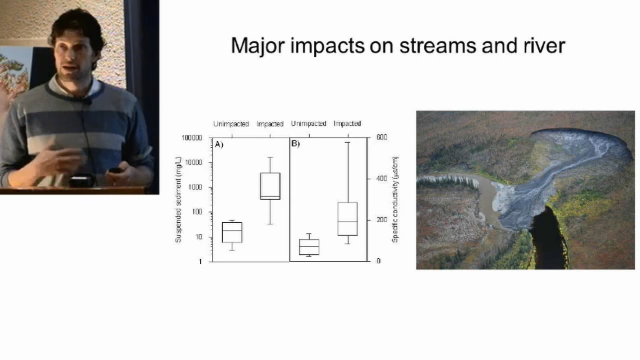 Major impacts on streams and river
Unimpacted Impacted Unimpacted Impacted
A) B)
Suspended sediment (mg/L)
100000
10000
1000
100
10
1
600
400
200
0
Specific conductivity (µs/cm)